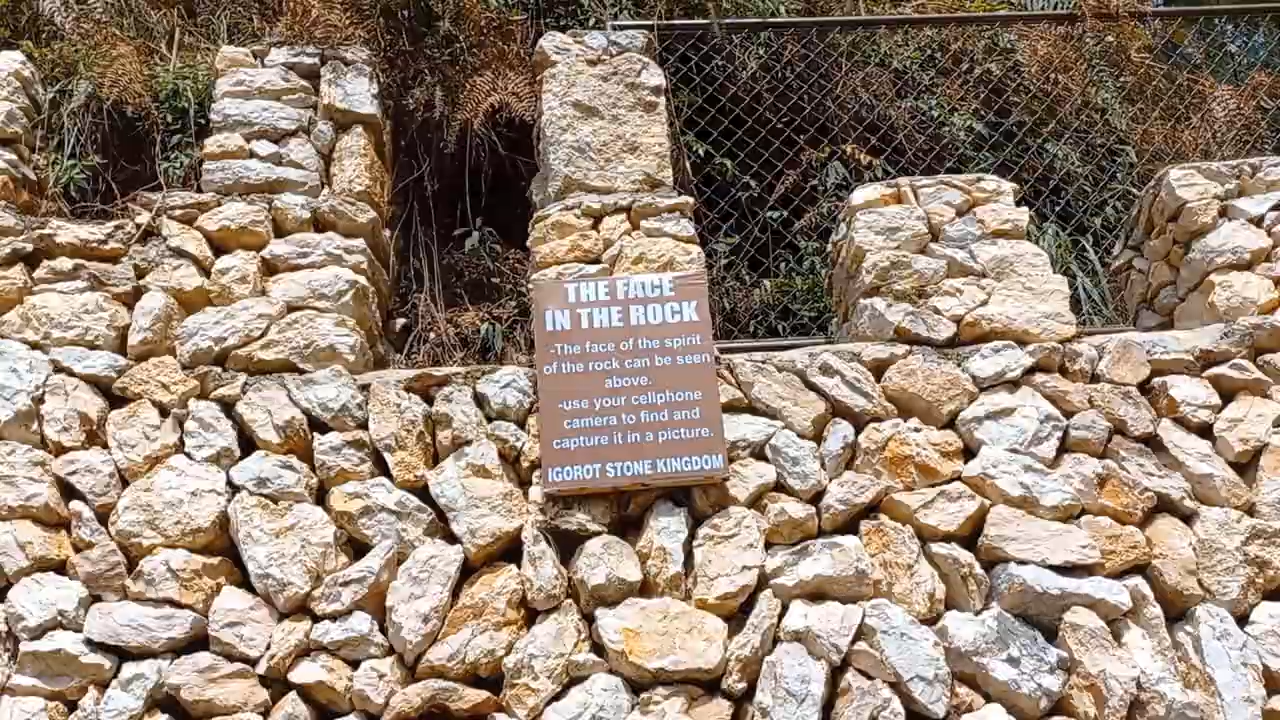 THE FACE
IN THE ROCK
-The face of the spirit
of the rock can be seen
above.
-use your cellphone
camera to find and
capture it in a picture.
IGOROT STONE KINGDOM